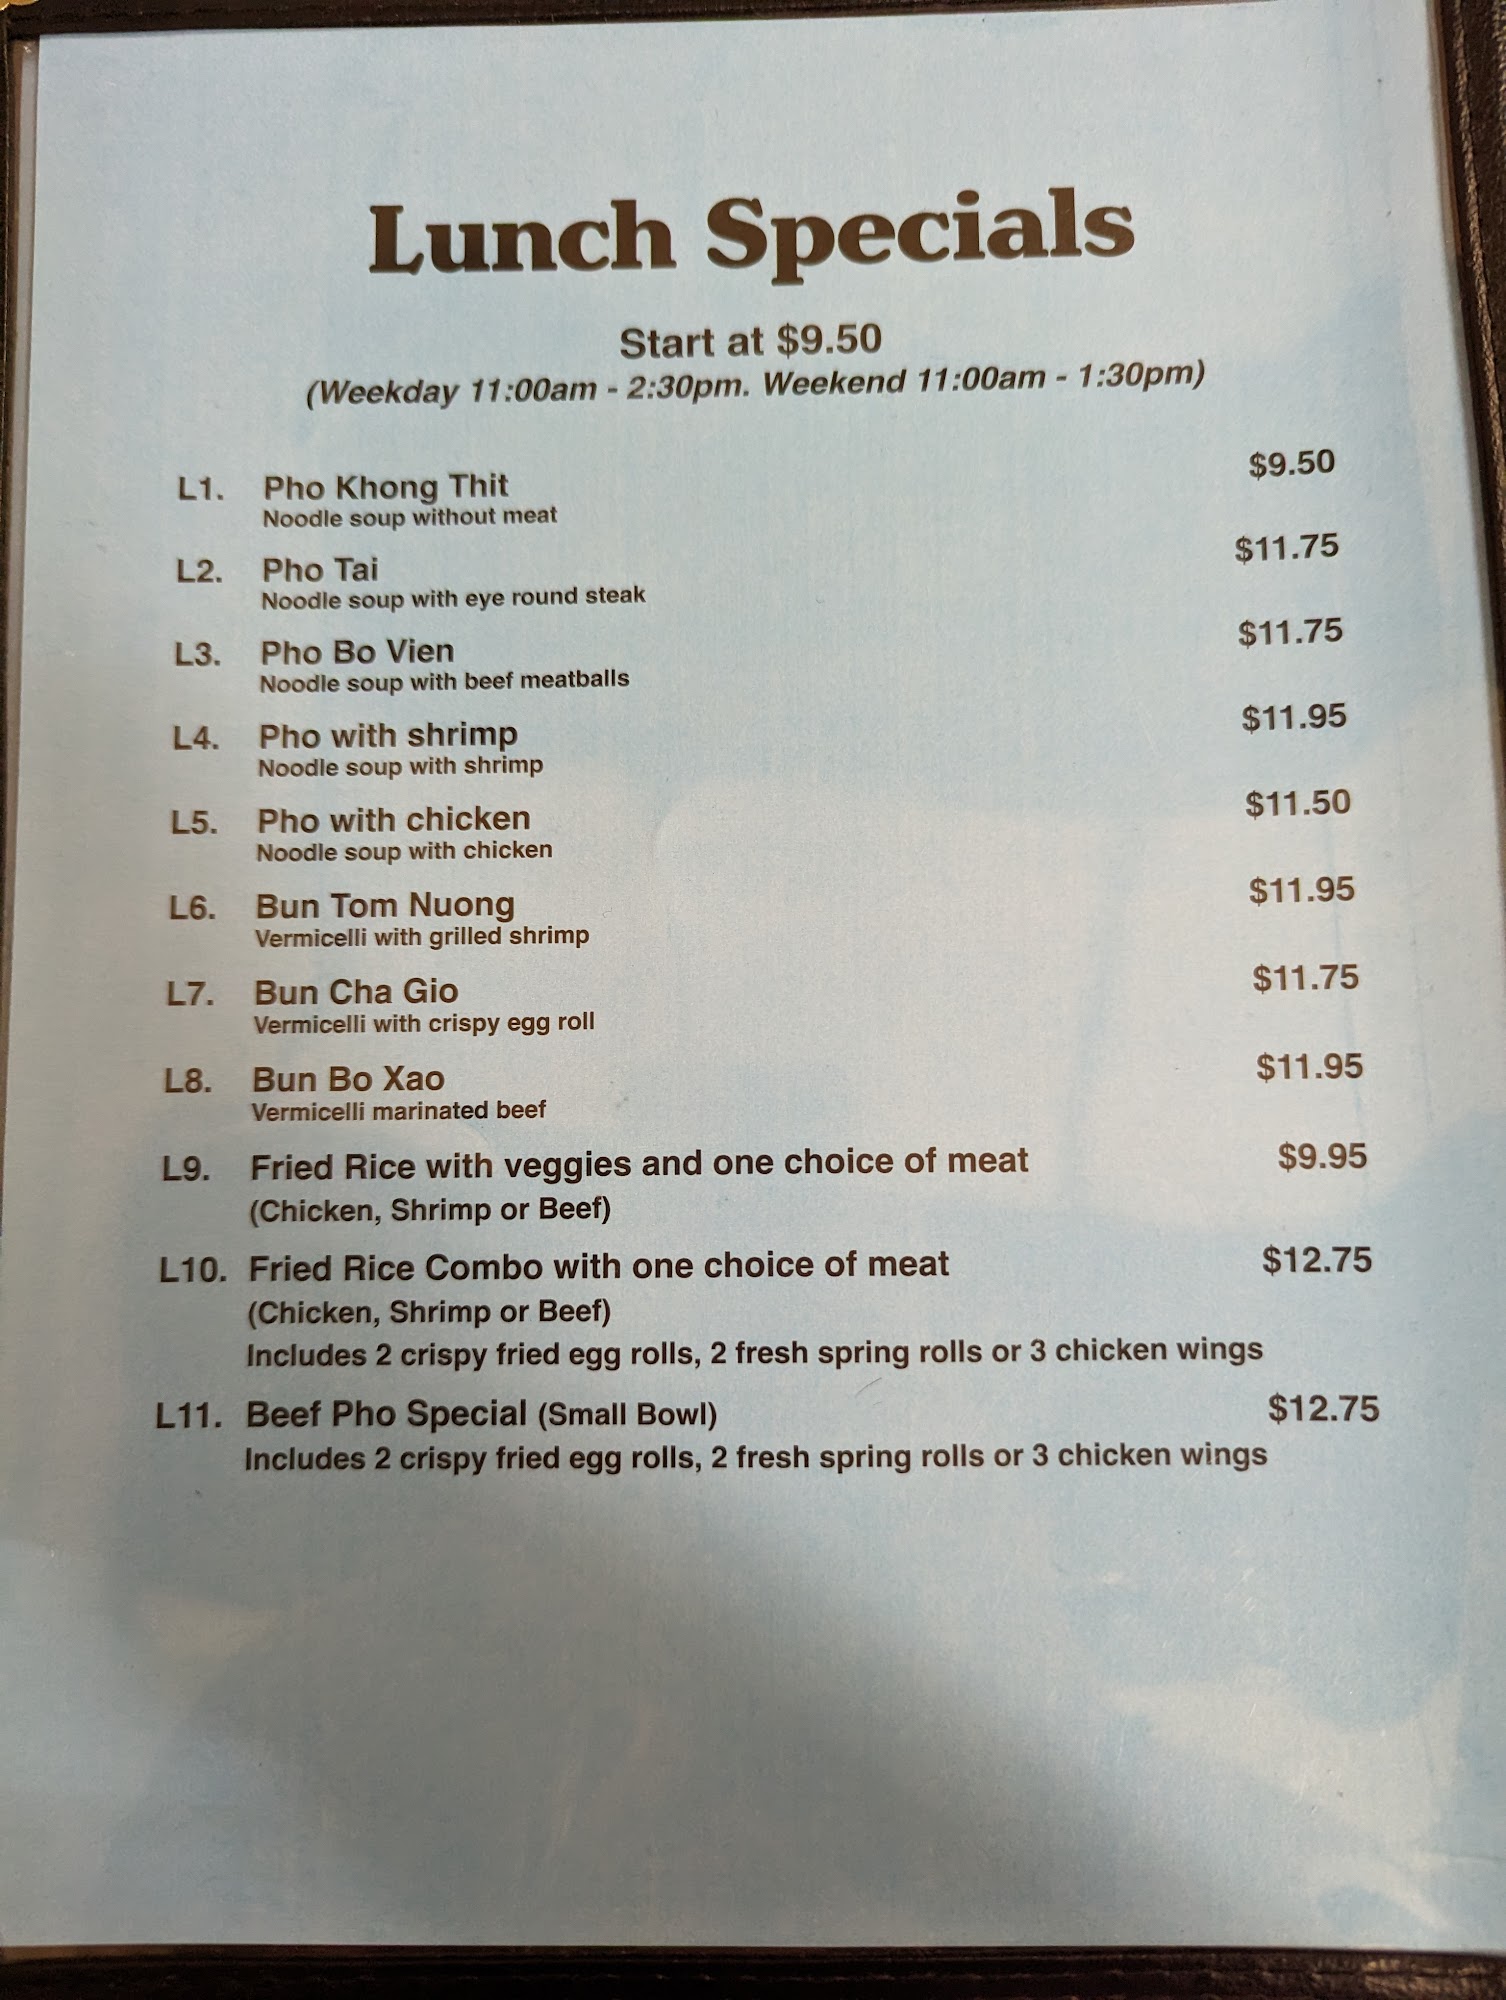 Lunch Specials
Start at $9.50
(Weekday 11:00am - 2:30pm. Weekend 11:00am - 1:30pm)
L1. Pho Khong Thit $9.50
Noodle soup without meat
L2. Pho Tai $11.75
Noodle soup with eye round steak
L3. Pho Bo Vien $11.75
Noodle soup with beef meatballs
L4. Pho with shrimp $11.95
Noodle soup with shrimp
L5. Pho with chicken $11.50
Noodle soup with chicken
L6. Bun Tom Nuong $11.95
Vermicelli with grilled shrimp
L7. Bun Cha Gio $11.75
Vermicelli with crispy egg roll
L8. Bun Bo Xao $11.95
Vermicelli marinated beef
L9. Fried Rice with veggies and one choice of meat $9.95
(Chicken, Shrimp or Beef)
L10. Fried Rice Combo with one choice of meat $12.75
(Chicken, Shrimp or Beef)
Includes 2 crispy fried egg rolls, 2 fresh spring rolls or 3 chicken wings
L11. Beef Pho Special (Small Bowl) $12.75
Includes 2 crispy fried egg rolls, 2 fresh spring rolls or 3 chicken wings